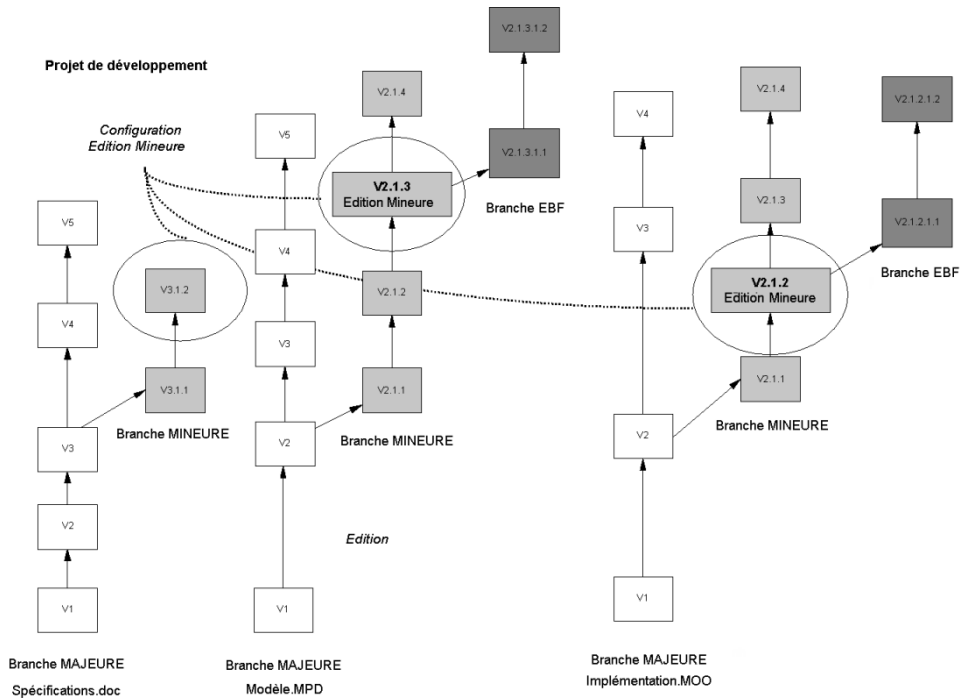 Projet de développement
Configuration
Edition Mineure
V5
V4
V3
V2
V1
V3.1.2
V3.1.1
Branche MINEURE
Branche MAJEURE
Spécifications.doc
V5
V4
V3
V2
V1
V2.1.4
V2.1.3
Edition Mineure
V2.1.2
V2.1.1
Branche MINEURE
V2.1.3.1.2
V2.1.3.1.1
Branche EBF
Edition
Branche MAJEURE
Modèle.MPD
V4
V3
V2
V1
V2.1.4
V2.1.3
V2.1.2
Edition Mineure
V2.1.1
Branche MINEURE
V2.1.2.1.2
V2.1.2.1.1
Branche EBF
Branche MAJEURE
Implémentation.MOO